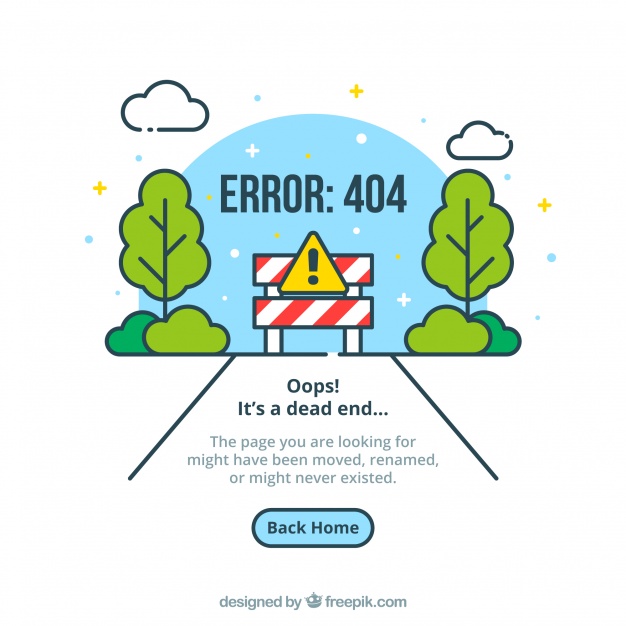 ERROR: 404
Oops!
It's a dead end...
The page you are looking for
might have been moved, renamed,
or might never existed.
Back Home
designed by freepik.com